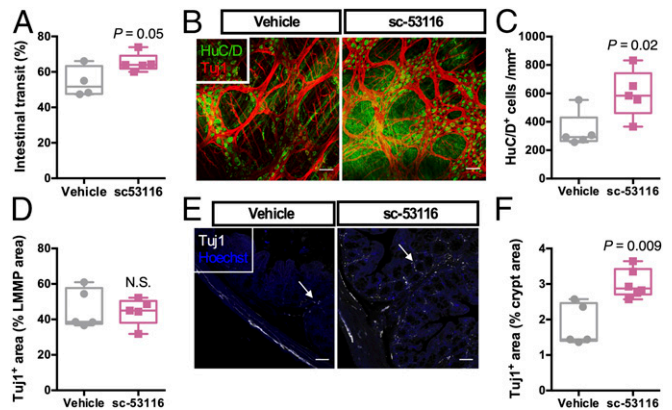 A
Intestinal transit (%)
80
60
40
20
0
P = 0.05
Vehicle
sc53116
B
Vehicle
sc-53116
HuC/D
Tuj1
C
HuC/D+ cells /mm²
1,000
800
600
400
200
0
P = 0.02
Vehicle
sc-53116
D
Tuj1+ area (% LMMP area)
80
60
40
20
0
N.S.
Vehicle
sc-53116
E
Vehicle
sc-53116
Tuj1
Hoechst
F
Tuj1+ area (% crypt area)
4
3
2
1
0
P = 0.009
Vehicle
sc-53116